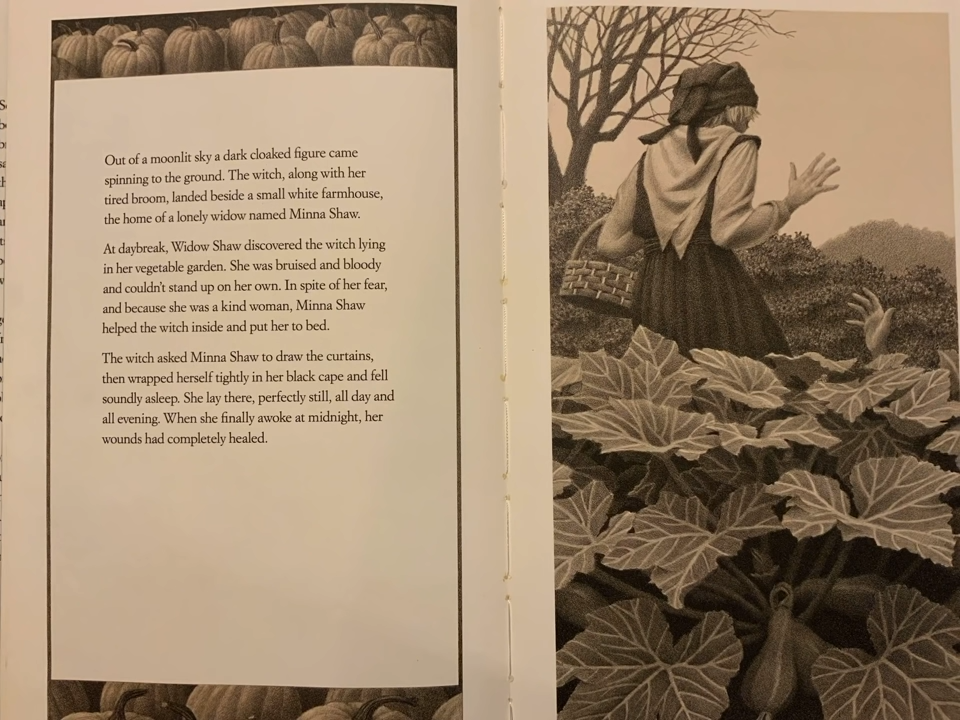 Out of a moonlit sky a dark cloaked figure came
spinning to the ground. The witch, along with her
tired broom, landed beside a small white farmhouse,
the home of a lonely widow named Minna Shaw.
At daybreak, Widow Shaw discovered the witch lying
in her vegetable garden. She was bruised and bloody
and couldn't stand up on her own. In spite of her fear,
and because she was a kind woman, Minna Shaw
helped the witch inside and put her to bed.
The witch asked Minna Shaw to draw the curtains,
then wrapped herself tightly in her black cape and fell
soundly asleep. She lay there, perfectly still, all day and
all evening. When she finally awoke at midnight, her
wounds had completely healed.